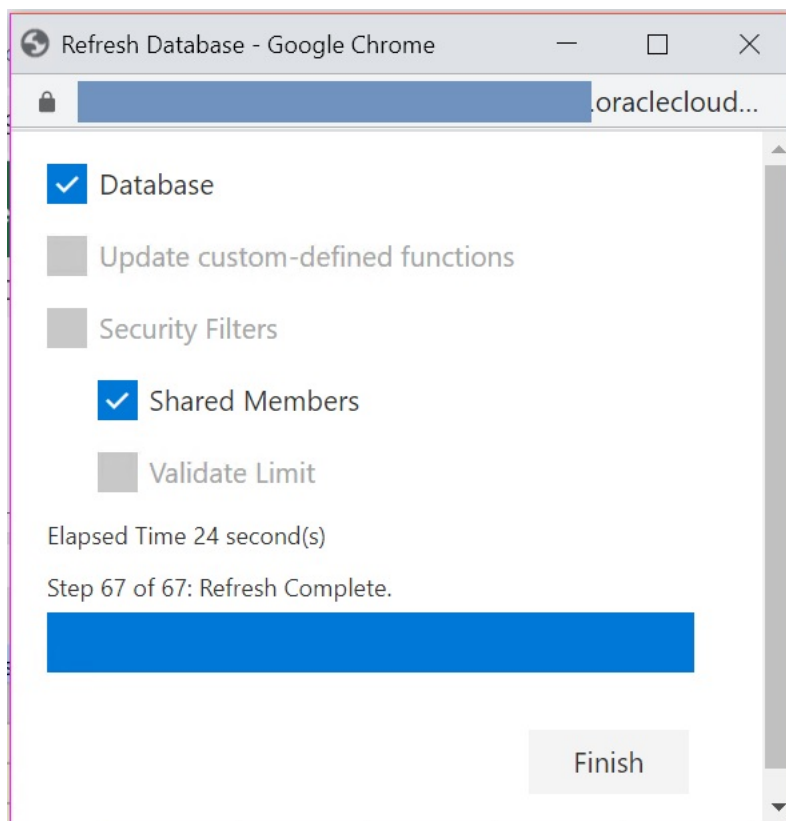 Refresh Database - Google Chrome
.oraclecloud...
Database
Update custom-defined functions
Security Filters
Shared Members
Validate Limit
Elapsed Time 24 second(s)
Step 67 of 67: Refresh Complete.
Finish